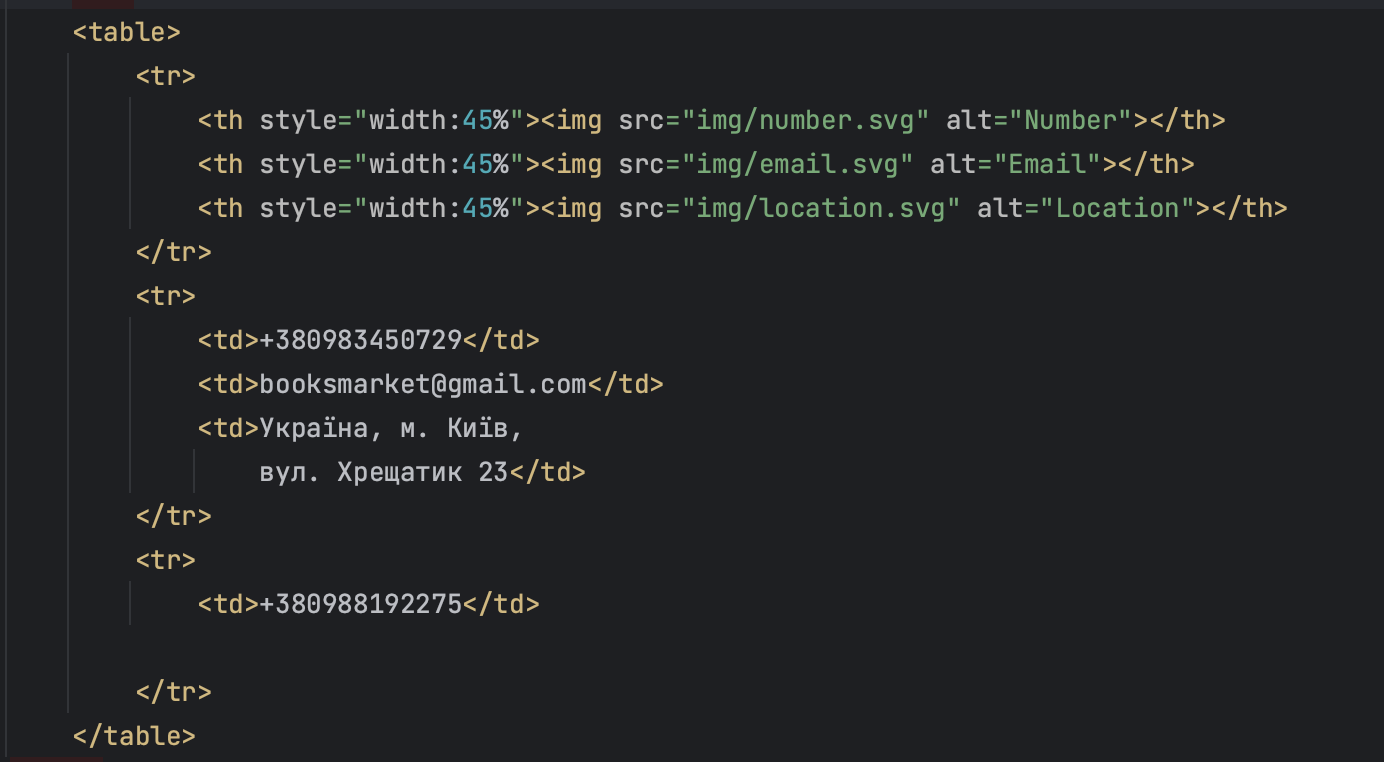 <table>
<tr>
<th style="width:45%"><img src="img/number.svg" alt="Number"></th>
<th style="width:45%"><img src="img/email.svg" alt="Email"></th>
<th style="width:45%"><img src="img/location.svg" alt="Location"></th>
</tr>
<tr>
<td>+380983450729</td>
<td>booksmarket@gmail.com</td>
<td>Україна, м. Київ,
вул. Хрещатик 23</td>
</tr>
<tr>
<td>+380988192275</td>
</tr>
</table>